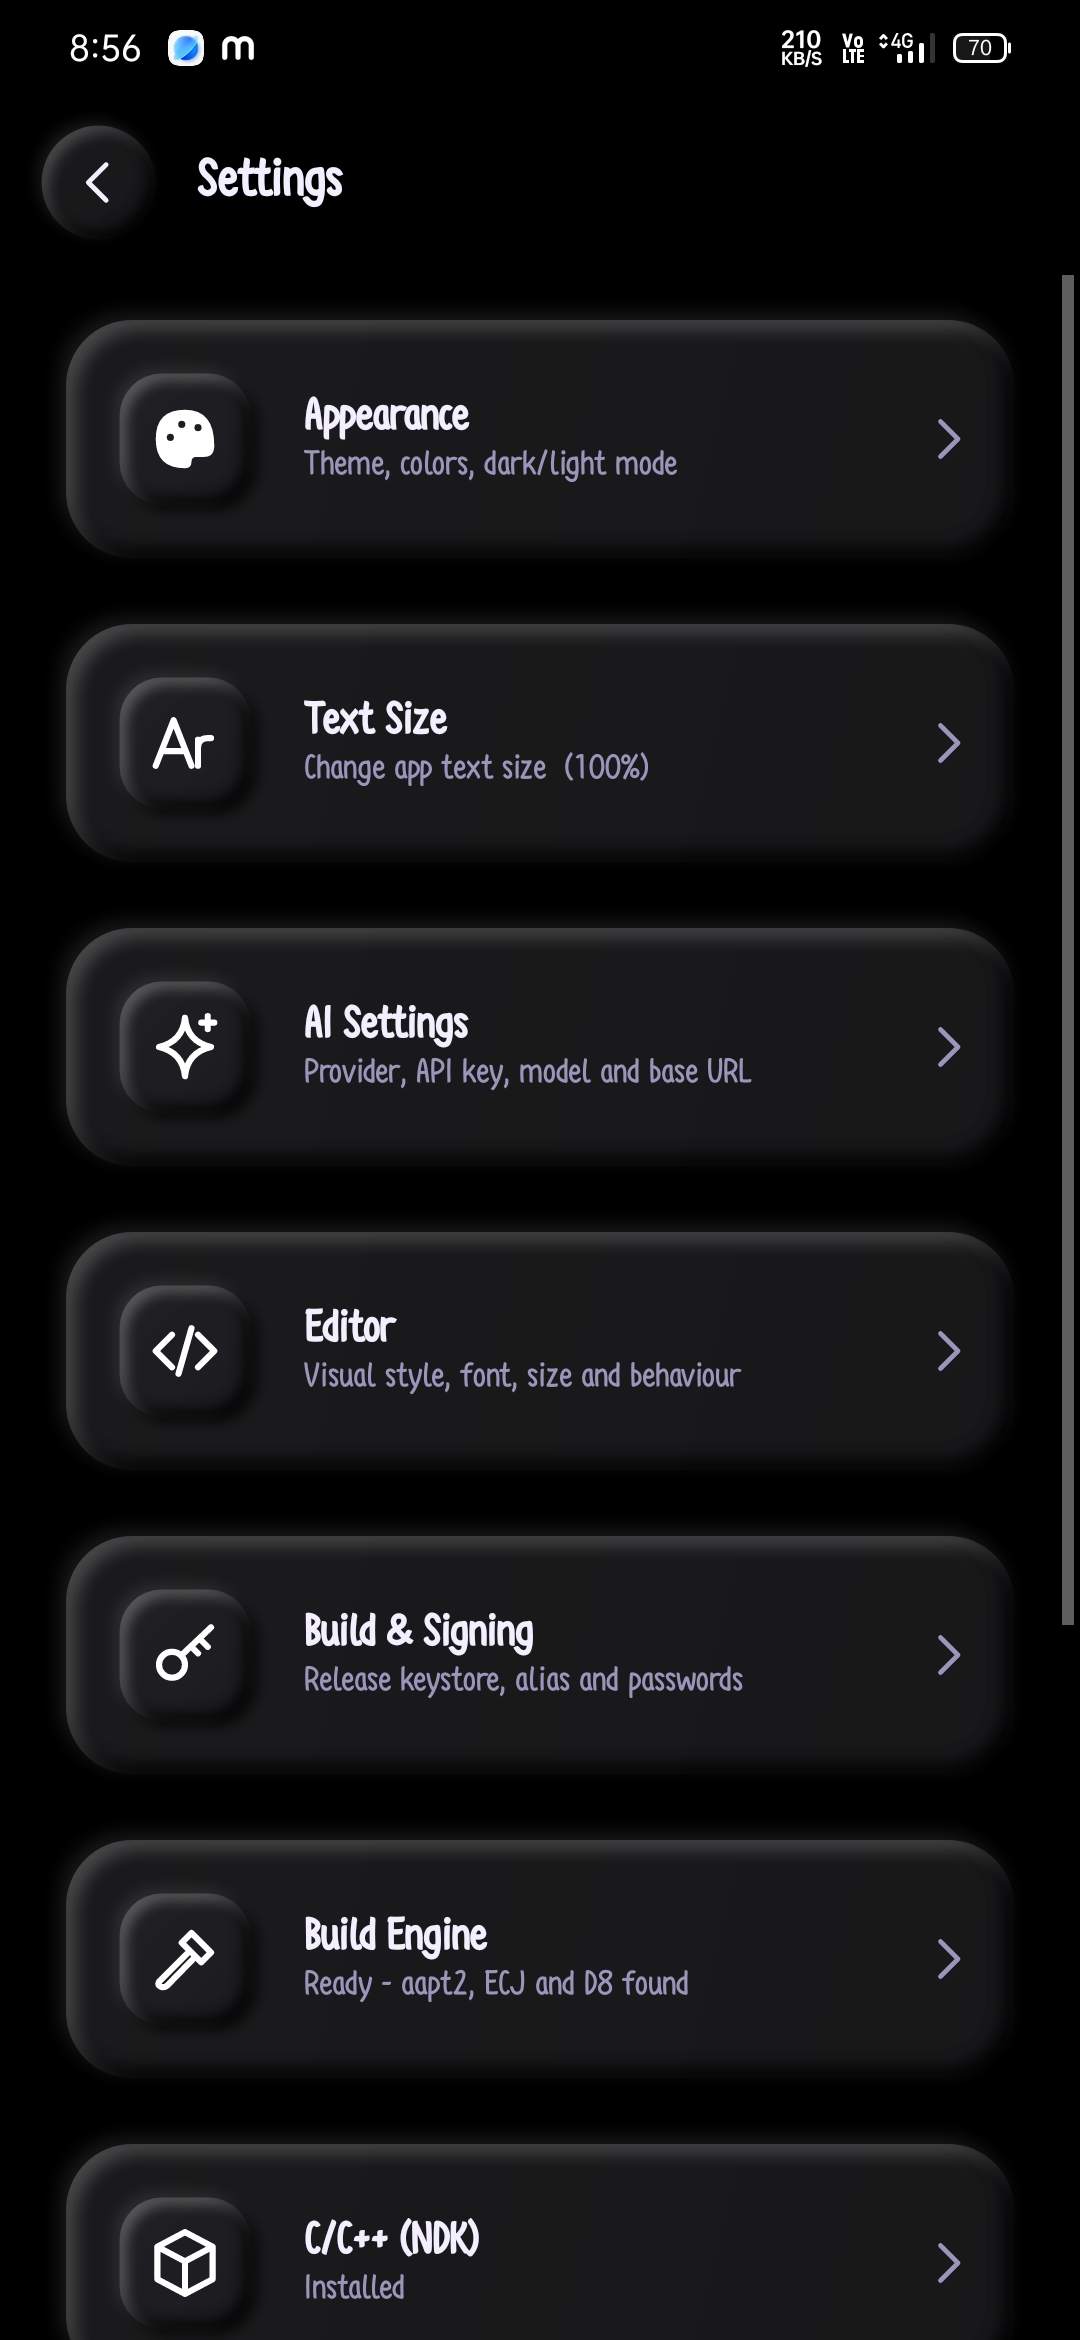 8:56 m 210 KB/S Vo LTE 4G 70
Settings
Appearance
Theme, colors, dark/light mode
Ar
Text Size
Change app text size (100%)
AI Settings
Provider, API key, model and base URL
Editor
Visual style, font, size and behaviour
Build & Signing
Release keystore, alias and passwords
Build Engine
Ready - aapt2, ECJ and D8 found
C/C++ (NDK)
Installed